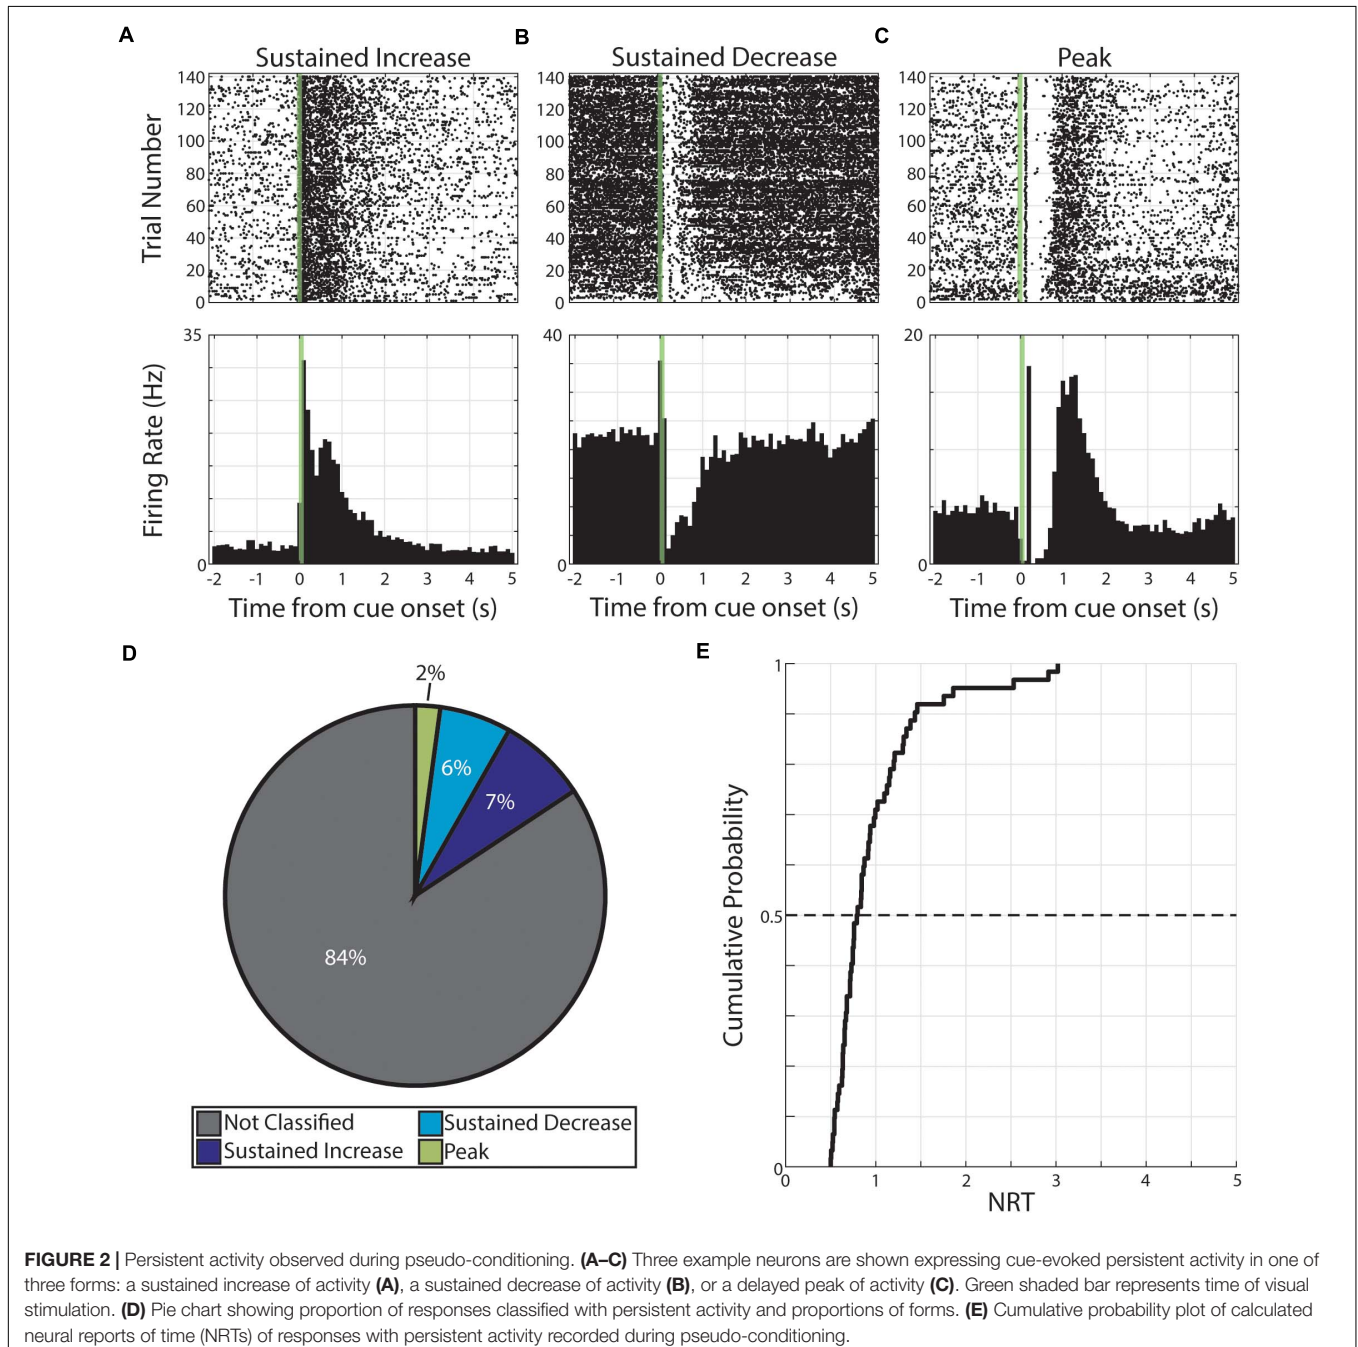 A
B
C
Sustained Increase
Sustained Decrease
Peak
Trial Number
140
120
100
80
60
40
20
0
140
120
100
80
60
40
20
0
140
120
100
80
60
40
20
0
Firing Rate (Hz)
35
0
40
0
20
0
-2 -1 0 1 2 3 4 5
-2 -1 0 1 2 3 4 5
-2 -1 0 1 2 3 4 5
Time from cue onset (s)
Time from cue onset (s)
Time from cue onset (s)
D
2%
6%
7%
84%
Not Classified
Sustained Decrease
Sustained Increase
Peak
E
Cumulative Probability
1
0.5
0
0 1 2 3 4 5
NRT
FIGURE 2 | Persistent activity observed during pseudo-conditioning. (A–C) Three example neurons are shown expressing cue-evoked persistent activity in one of
three forms: a sustained increase of activity (A), a sustained decrease of activity (B), or a delayed peak of activity (C). Green shaded bar represents time of visual
stimulation. (D) Pie chart showing proportion of responses classified with persistent activity and proportions of forms. (E) Cumulative probability plot of calculated
neural reports of time (NRTs) of responses with persistent activity recorded during pseudo-conditioning.